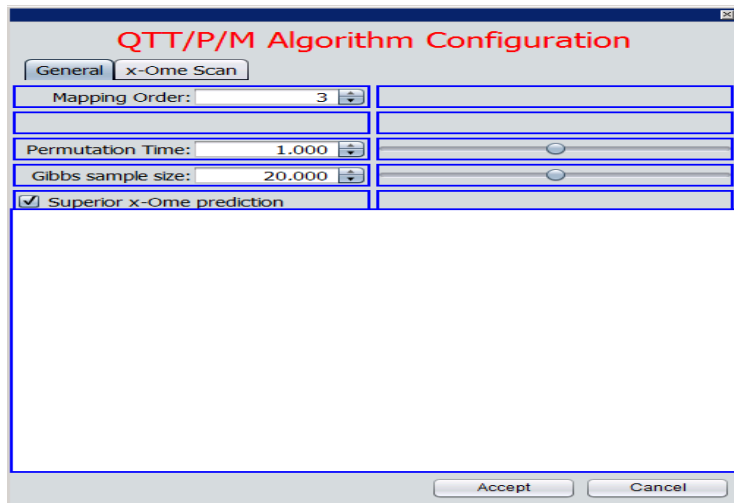 QTT/P/M Algorithm Configuration
General x-Ome Scan
Mapping Order: 3
Permutation Time: 1.000
Gibbs sample size: 20.000
Superior x-Ome prediction
Accept Cancel